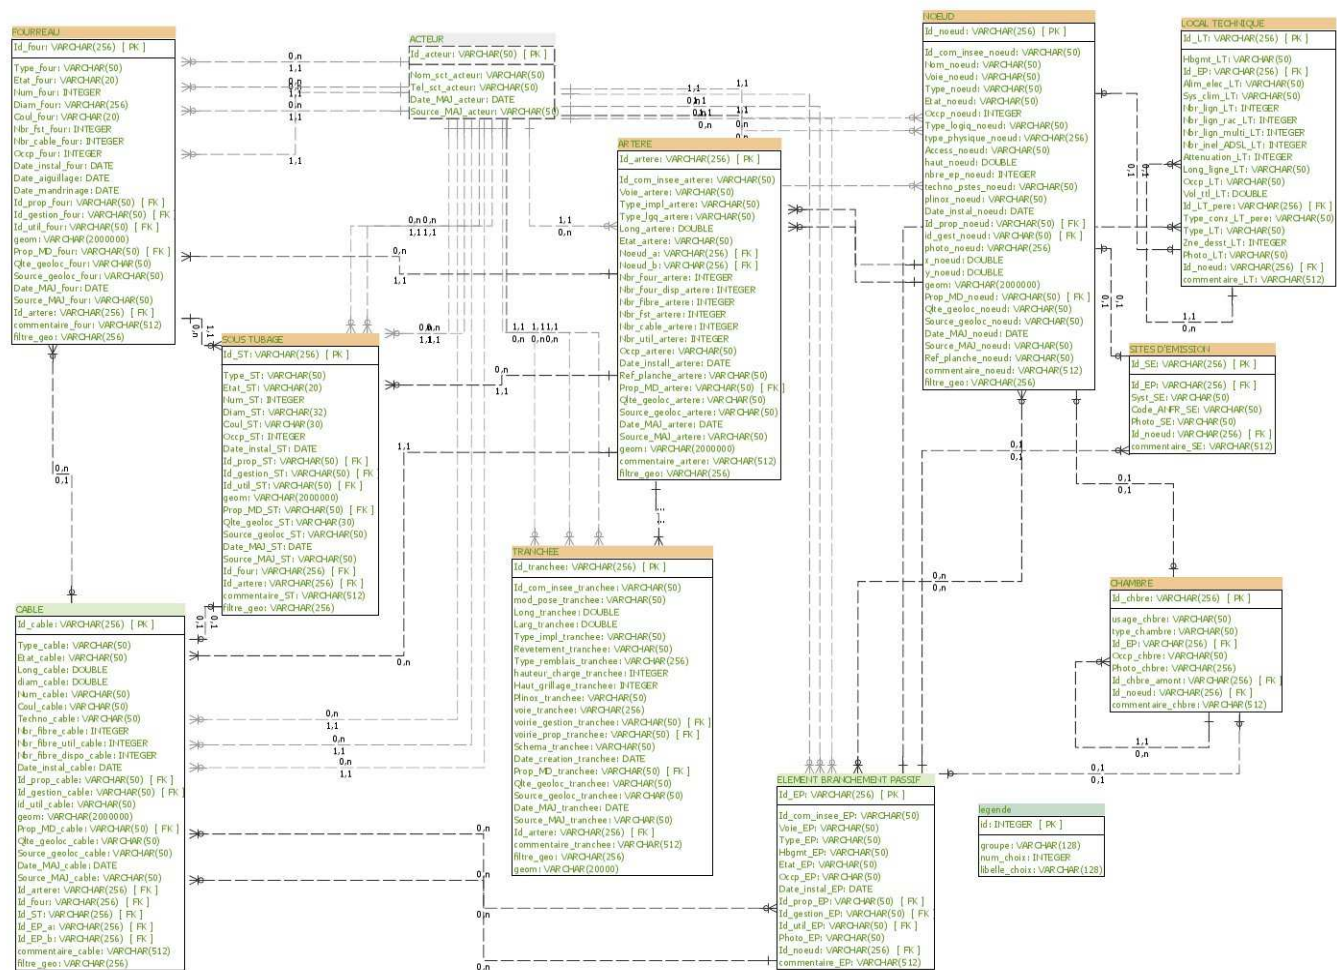 FOURREAU
Id_four: VARCHAR(256) [ PK ]
Type_four: VARCHAR(50)
Etat_four: VARCHAR(20)
Num_four: INTEGER
Diam_four: VARCHAR(256)
Coul_four: VARCHAR(20)
Nbr_fst_four: INTEGER
Nbr_cable_four: INTEGER
Occp_four: INTEGER
Date_instal_four: DATE
Date_aiguillage: DATE
Date_mandrinage: DATE
Id_prop_four: VARCHAR(50) [ FK ]
Id_gestion_four: VARCHAR(50) [ FK ]
Id_util_four: VARCHAR(50) [ FK ]
geom: VARCHAR(2000000)
Prop_MD_four: VARCHAR(50) [ FK ]
Qlte_geoloc_four: VARCHAR(50)
Source_geoloc_four: VARCHAR(50)
Date_MAJ_four: DATE
Source_MAJ_four: VARCHAR(50)
Id_artere: VARCHAR(256) [ FK ]
commentaire_four: VARCHAR(512)
filtre_geo: VARCHAR(256)
ACTEUR
Id_acteur: VARCHAR(50) [ PK ]
Nom_sct_acteur: VARCHAR(50)
Tel_sct_acteur: VARCHAR(50)
Date_MAJ_acteur: DATE
Source_MAJ_acteur: VARCHAR(50)
NOEUD
Id_noeud: VARCHAR(256) [ PK ]
Id_com_insee_noeud: VARCHAR(50)
Nom_noeud: VARCHAR(50)
Voie_noeud: VARCHAR(50)
Type_noeud: VARCHAR(50)
Etat_noeud: VARCHAR(50)
Occp_noeud: INTEGER
Type_logiq_noeud: VARCHAR(50)
type_physique_noeud: VARCHAR(256)
Access_noeud: VARCHAR(50)
haut_noeud: DOUBLE
nbre_ep_noeud: INTEGER
techno_pstes_noeud: VARCHAR(50)
plinox_noeud: VARCHAR(50)
Date_instal_noeud: DATE
Id_prop_noeud: VARCHAR(50) [ FK ]
id_gest_noeud: VARCHAR(50) [ FK ]
photo_noeud: VARCHAR(256)
x_noeud: DOUBLE
y_noeud: DOUBLE
geom: VARCHAR(2000000)
Prop_MD_noeud: VARCHAR(50) [ FK ]
Qlte_geoloc_noeud: VARCHAR(50)
Source_geoloc_noeud: VARCHAR(50)
Date_MAJ_noeud: DATE
Source_MAJ_noeud: VARCHAR(50)
Ref_planche_noeud: VARCHAR(50)
commentaire_noeud: VARCHAR(512)
filtre_geo: VARCHAR(256)
LOCAL TECHNIQUE
Id_LT: VARCHAR(256) [ PK ]
Hbgmt_LT: VARCHAR(50)
Id_EP: VARCHAR(256) [ FK ]
Alim_elec_LT: VARCHAR(50)
Sys_clim_LT: VARCHAR(50)
Nbr_lign_LT: INTEGER
Nbr_lign_rac_LT: INTEGER
Nbr_lign_multi_LT: INTEGER
Nbr_inel_ADSL_LT: INTEGER
Attenuation_LT: INTEGER
Long_ligne_LT: VARCHAR(50)
Occp_LT: VARCHAR(50)
Vol_ttl_LT: DOUBLE
Id_LT_pere: VARCHAR(256) [ FK ]
Type_conx_LT_pere: VARCHAR(50)
Type_LT: VARCHAR(50)
Zne_desst_LT: INTEGER
Photo_LT: VARCHAR(50)
Id_noeud: VARCHAR(256) [ FK ]
commentaire_LT: VARCHAR(512)
ARTERE
Id_artere: VARCHAR(256) [ PK ]
Id_com_insee_artere: VARCHAR(50)
Voie_artere: VARCHAR(50)
Type_impl_artere: VARCHAR(50)
Type_lgq_artere: VARCHAR(50)
Long_artere: DOUBLE
Etat_artere: VARCHAR(50)
Noeud_a: VARCHAR(256) [ FK ]
Noeud_b: VARCHAR(256) [ FK ]
Nbr_four_artere: INTEGER
Nbr_four_disp_artere: INTEGER
Nbr_fibre_artere: INTEGER
Nbr_fst_artere: INTEGER
Nbr_cable_artere: INTEGER
Nbr_util_artere: INTEGER
Occp_artere: VARCHAR(50)
Date_install_artere: DATE
Ref_planche_artere: VARCHAR(50)
Prop_MD_artere: VARCHAR(50) [ FK ]
Qlte_geoloc_artere: VARCHAR(50)
Source_geoloc_artere: VARCHAR(50)
Date_MAJ_artere: DATE
Source_MAJ_artere: VARCHAR(50)
geom: VARCHAR(2000000)
commentaire_artere: VARCHAR(512)
filtre_geo: VARCHAR(256)
SOUS TUBAGE
Id_ST: VARCHAR(256) [ PK ]
Type_ST: VARCHAR(50)
Etat_ST: VARCHAR(20)
Num_ST: INTEGER
Diam_ST: VARCHAR(32)
Coul_ST: VARCHAR(30)
Occp_ST: INTEGER
Date_instal_ST: DATE
Id_prop_ST: VARCHAR(50) [ FK ]
Id_gestion_ST: VARCHAR(50) [ FK ]
Id_util_ST: VARCHAR(50) [ FK ]
geom: VARCHAR(2000000)
Prop_MD_ST: VARCHAR(50) [ FK ]
Qlte_geoloc_ST: VARCHAR(30)
Source_geoloc_ST: VARCHAR(50)
Date_MAJ_ST: DATE
Source_MAJ_ST: VARCHAR(50)
Id_four: VARCHAR(256) [ FK ]
Id_artere: VARCHAR(256) [ FK ]
commentaire_ST: VARCHAR(512)
filtre_geo: VARCHAR(256)
SITES D'EMISSION
Id_SE: VARCHAR(256) [ PK ]
Id_EP: VARCHAR(256) [ FK ]
Syst_SE: VARCHAR(50)
Code_ANFR_SE: VARCHAR(50)
Photo_SE: VARCHAR(50)
Id_noeud: VARCHAR(256) [ FK ]
commentaire_SE: VARCHAR(512)
TRANCHEE
Id_tranchee: VARCHAR(256) [ PK ]
Id_com_insee_tranchee: VARCHAR(50)
mod_pose_tranchee: VARCHAR(50)
Long_tranchee: DOUBLE
Larg_tranchee: DOUBLE
Type_impl_tranchee: VARCHAR(50)
Revetement_tranchee: VARCHAR(50)
Type_remblais_tranchee: VARCHAR(256)
hauteur_charge_tranchee: INTEGER
Haut_grillage_tranchee: INTEGER
Plinos_tranchee: VARCHAR(50)
voie_tranchee: VARCHAR(256)
voirie_gestion_tranchee: VARCHAR(50) [ FK ]
voirie_prop_tranchee: VARCHAR(50) [ FK ]
Schema_tranchee: VARCHAR(50)
Date_creation_tranchee: DATE
Prop_MD_tranchee: VARCHAR(50) [ FK ]
Qlte_geoloc_tranchee: VARCHAR(50)
Source_geoloc_tranchee: VARCHAR(50)
Date_MAJ_tranchee: DATE
Source_MAJ_tranchee: VARCHAR(50)
Id_artere: VARCHAR(256) [ FK ]
commentaire_tranchee: VARCHAR(512)
filtre_geo: VARCHAR(256)
geom: VARCHAR(20000)
CHAMBRE
Id_chbre: VARCHAR(256) [ PK ]
usage_chbre: VARCHAR(50)
type_chambre: VARCHAR(50)
Id_EP: VARCHAR(256) [ FK ]
Occp_chbre: VARCHAR(50)
Photo_chbre: VARCHAR(256)
Id_chbre_amont: VARCHAR(256) [ FK ]
Id_noeud: VARCHAR(256) [ FK ]
commentaire_chbre: VARCHAR(512)
CABLE
Id_cable: VARCHAR(256) [ PK ]
Type_cable: VARCHAR(50)
Etat_cable: VARCHAR(50)
Long_cable: DOUBLE
diam_cable: DOUBLE
Num_cable: VARCHAR(50)
Coul_cable: VARCHAR(50)
Techno_cable: VARCHAR(50)
Nbr_fibre_cable: INTEGER
Nbr_fibre_util_cable: INTEGER
Nbr_fibre_dispo_cable: INTEGER
Date_instal_cable: DATE
Id_prop_cable: VARCHAR(50) [ FK ]
Id_gestion_cable: VARCHAR(50) [ FK ]
id_util_cable: VARCHAR(50)
geom: VARCHAR(2000000)
Prop_MD_cable: VARCHAR(50) [ FK ]
Qlte_geoloc_cable: VARCHAR(50)
Source_geoloc_cable: VARCHAR(50)
Date_MAJ_cable: DATE
Source_MAJ_cable: VARCHAR(50)
Id_artere: VARCHAR(256) [ FK ]
Id_four: VARCHAR(256) [ FK ]
Id_ST: VARCHAR(256) [ FK ]
Id_EP_a: VARCHAR(256) [ FK ]
Id_EP_b: VARCHAR(256) [ FK ]
commentaire_cable: VARCHAR(512)
filtre_geo: VARCHAR(256)
ELEMENT BRANCHEMENT PASSIF
Id_EP: VARCHAR(256) [ PK ]
Id_com_insee_EP: VARCHAR(50)
Voie_EP: VARCHAR(50)
Type_EP: VARCHAR(50)
Hbgmt_EP: VARCHAR(50)
Etat_EP: VARCHAR(50)
Occp_EP: VARCHAR(50)
Date_instal_EP: DATE
Id_prop_EP: VARCHAR(50) [ FK ]
Id_gestion_EP: VARCHAR(50) [ FK ]
Id_util_EP: VARCHAR(50) [ FK ]
Photo_EP: VARCHAR(50)
Id_noeud: VARCHAR(256) [ FK ]
commentaire_EP: VARCHAR(512)
legende
id: INTEGER [ PK ]
groupe: VARCHAR(128)
num_choix: INTEGER
libelle_choix: VARCHAR(128)
0,n
1,1
0,n
1,1
0,n
0,1
1,1
0,n
0,1
0,1
0,n
0,n